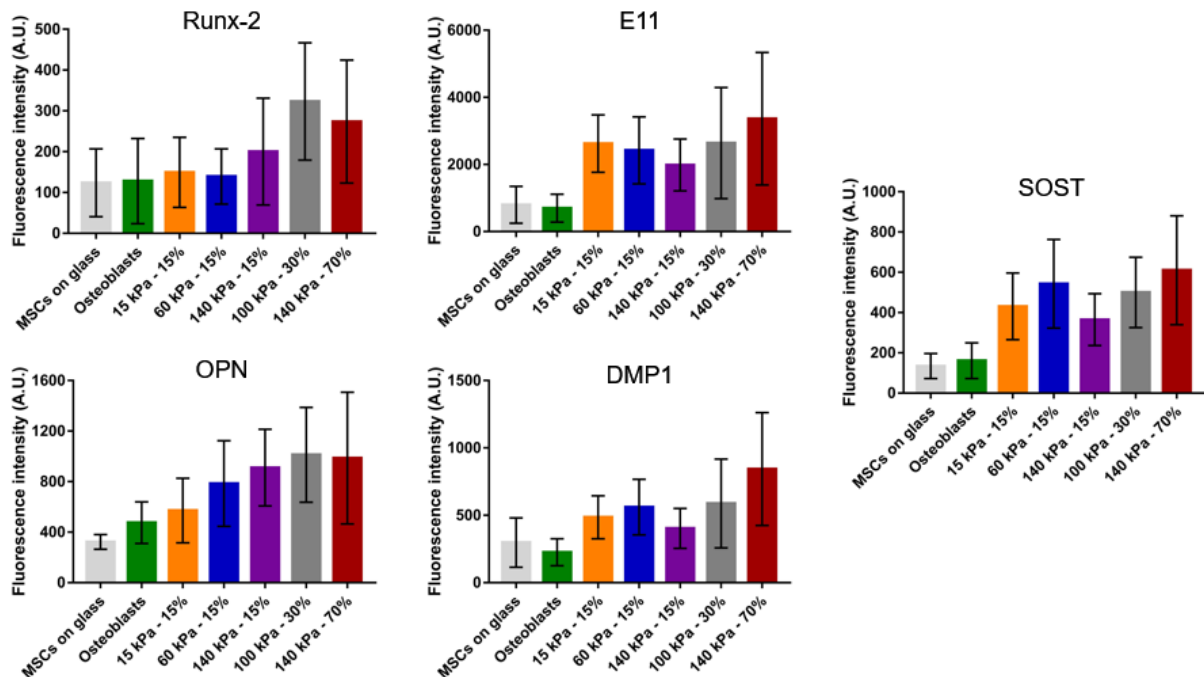 Runx-2
Fluorescence intensity (A.U.)
500
400
300
200
100
0
MSCs on glass
Osteoblasts
15 kPa - 15%
60 kPa - 15%
140 kPa - 15%
100 kPa - 30%
140 kPa - 70%
E11
Fluorescence intensity (A.U.)
6000
4000
2000
0
MSCs on glass
Osteoblasts
15 kPa - 15%
60 kPa - 15%
140 kPa - 15%
100 kPa - 30%
140 kPa - 70%
SOST
Fluorescence intensity (A.U.)
1000
800
600
400
200
0
MSCs on glass
Osteoblasts
15 kPa - 15%
60 kPa - 15%
140 kPa - 15%
100 kPa - 30%
140 kPa - 70%
OPN
Fluorescence intensity (A.U.)
1600
1200
800
400
0
MSCs on glass
Osteoblasts
15 kPa - 15%
60 kPa - 15%
140 kPa - 15%
100 kPa - 30%
140 kPa - 70%
DMP1
Fluorescence intensity (A.U.)
1500
1000
500
0
MSCs on glass
Osteoblasts
15 kPa - 15%
60 kPa - 15%
140 kPa - 15%
100 kPa - 30%
140 kPa - 70%